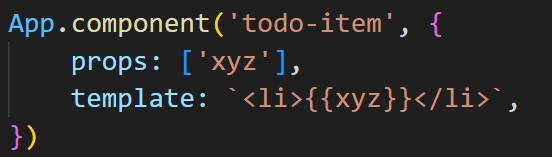 App.component('todo-item', {
    props: ['xyz'],
    template: `<li>{{xyz}}</li>`,
})